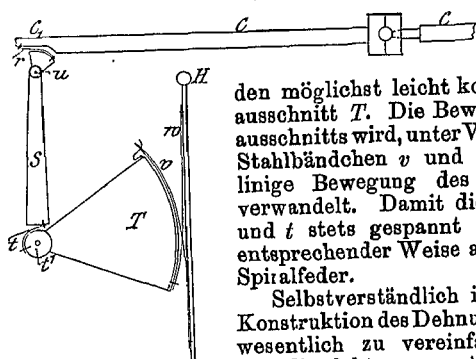 C₁ C C
r u H
den möglichst leicht ko
w
ausschnitt T. Die Bew
ausschnitts wird, unter V
S v
Stahlbändchen v und
linige Bewegung des
T
verwandelt. Damit di
t
und t stets gespannt
t'
entsprechender Weise a
Spiralfeder.
Selbstverständlich i
Konstruktion des Dehnu
wesentlich zu vereinf